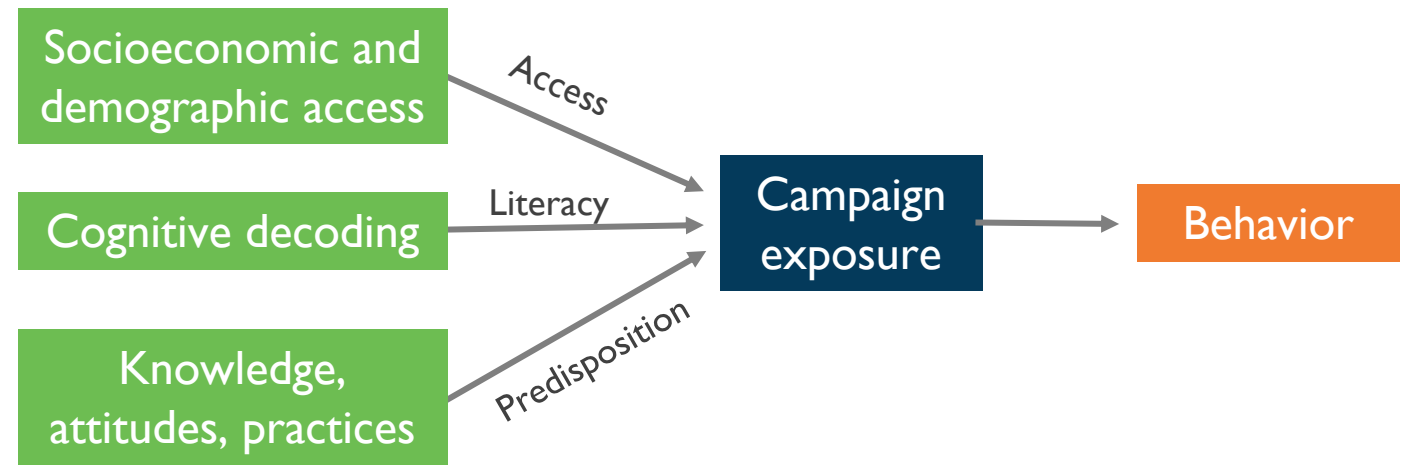 Socioeconomic and
demographic access
Access
Cognitive decoding
Literacy
Knowledge,
attitudes, practices
Predisposition
Campaign
exposure
Behavior